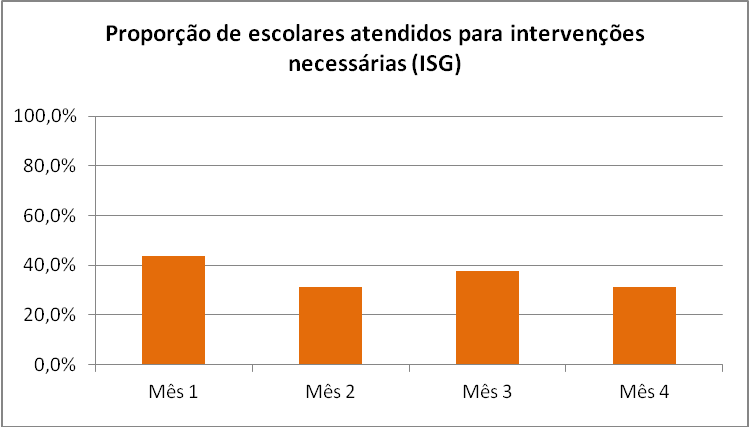 Proporção de escolares atendidos para intervenções
necessárias (ISG)
100,0%
80,0%
60,0%
40,0%
20,0%
0,0%
Mês 1 Mês 2 Mês 3 Mês 4